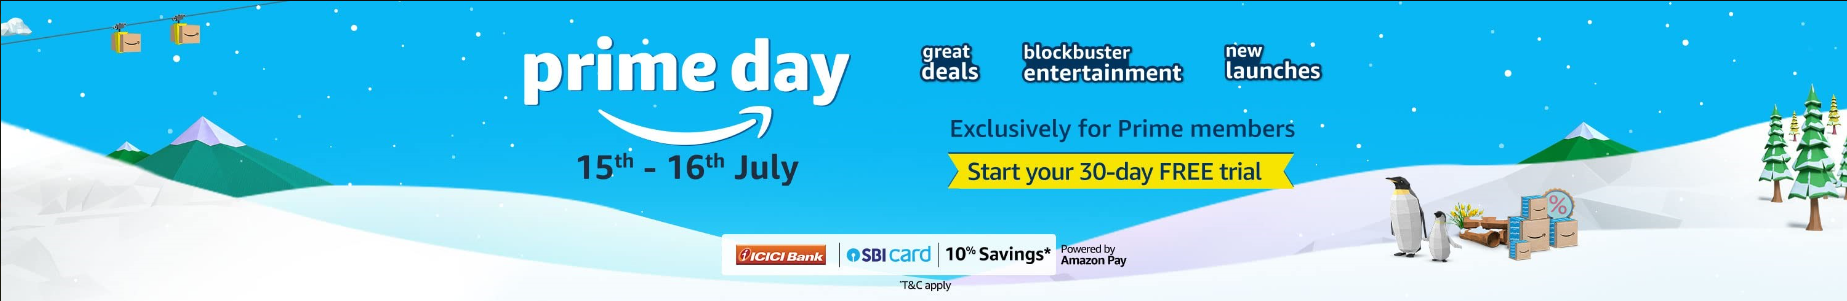 prime day
15th - 16th July
great
deals
blockbuster
entertainment
new
launches
Exclusively for Prime members
Start your 30-day FREE trial
ICICI Bank
SBI card
10% Savings*
Powered by
Amazon Pay
*T&C apply
%